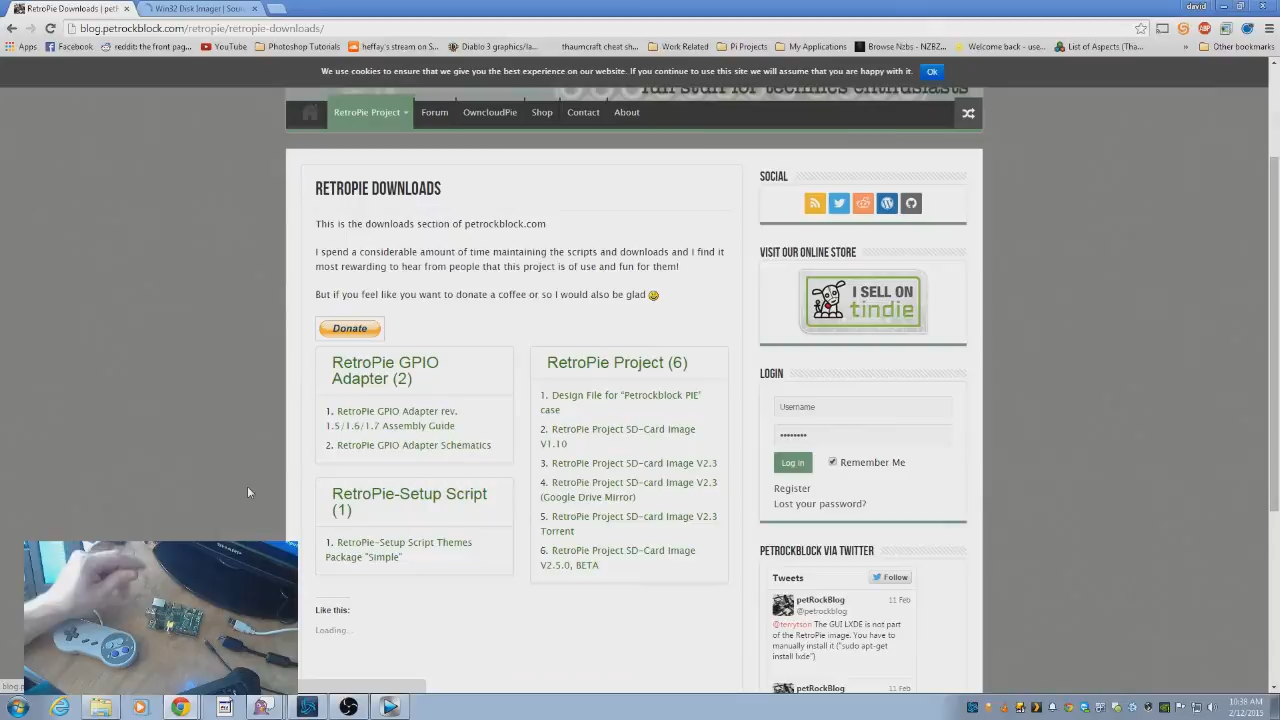 RetroPie Downloads | petR
Win32 Disk Imager | Sour
david
blog.petrockblock.com/retropie/retropie-downloads/
Apps
Facebook
reddit: the front pag...
Photoshop Tutorials
heffay's stream on S...
Diablo 3 graphics/la...
thaumcraft cheat sh...
Work Related
Pi Projects
My Applications
Browse Nzbs - NZBZ...
Welcome back - use...
List of Aspects (Tha...
Other bookmarks
We use cookies to ensure that we give you the best experience on our website. If you continue to use this site we will assume that you are happy with it.
Ok
fun stuff for technics enthusiasts
RetroPie Project
Forum
OwncloudPie
Shop
Contact
About
RETROPIE DOWNLOADS
This is the downloads section of petrockblock.com
I spend a considerable amount of time maintaining the scripts and downloads and I find it
most rewarding to hear from people that this project is of use and fun for them!
But if you feel like you want to donate a coffee or so I would also be glad
Donate
RetroPie GPIO
Adapter (2)
1. RetroPie GPIO Adapter rev.
1.5/1.6/1.7 Assembly Guide
2. RetroPie GPIO Adapter Schematics
RetroPie-Setup Script
(1)
1. RetroPie-Setup Script Themes
Package "Simple"
Like this:
Loading...
RetroPie Project (6)
1. Design File for "Petrockblock PIE"
case
2. RetroPie Project SD-Card Image
V1.10
3. RetroPie Project SD-card Image V2.3
4. RetroPie Project SD-card Image V2.3
(Google Drive Mirror)
5. RetroPie Project SD-card Image V2.3
Torrent
6. RetroPie Project SD-Card Image
V2.5.0, BETA
SOCIAL
VISIT OUR ONLINE STORE
I SELL ON
tindie
LOGIN
Username
••••••••
Log in
Remember Me
Register
Lost your password?
PETROCKBLOCK VIA TWITTER
Tweets
Follow
petRockBlog
11 Feb
@petrockblock
@terrytson The GUI LXDE is not part
of the RetroPie image. You have to
manually install it ("sudo apt-get
install lxde")
petRockBlog
11 Feb
blog.pe
10:38 AM
2/12/2015